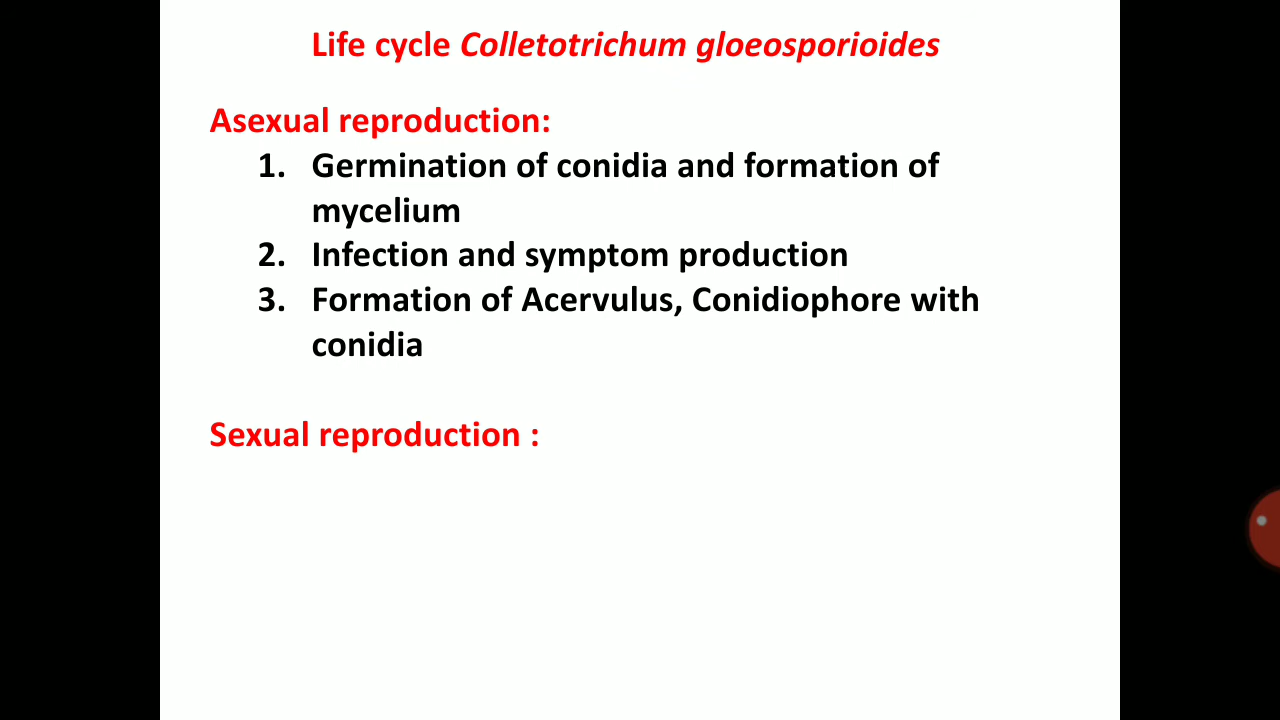 Life cycle Colletotrichum gloeosporioides
Asexual reproduction:
1. Germination of conidia and formation of
mycelium
2. Infection and symptom production
3. Formation of Acervulus, Conidiophore with
conidia
Sexual reproduction :